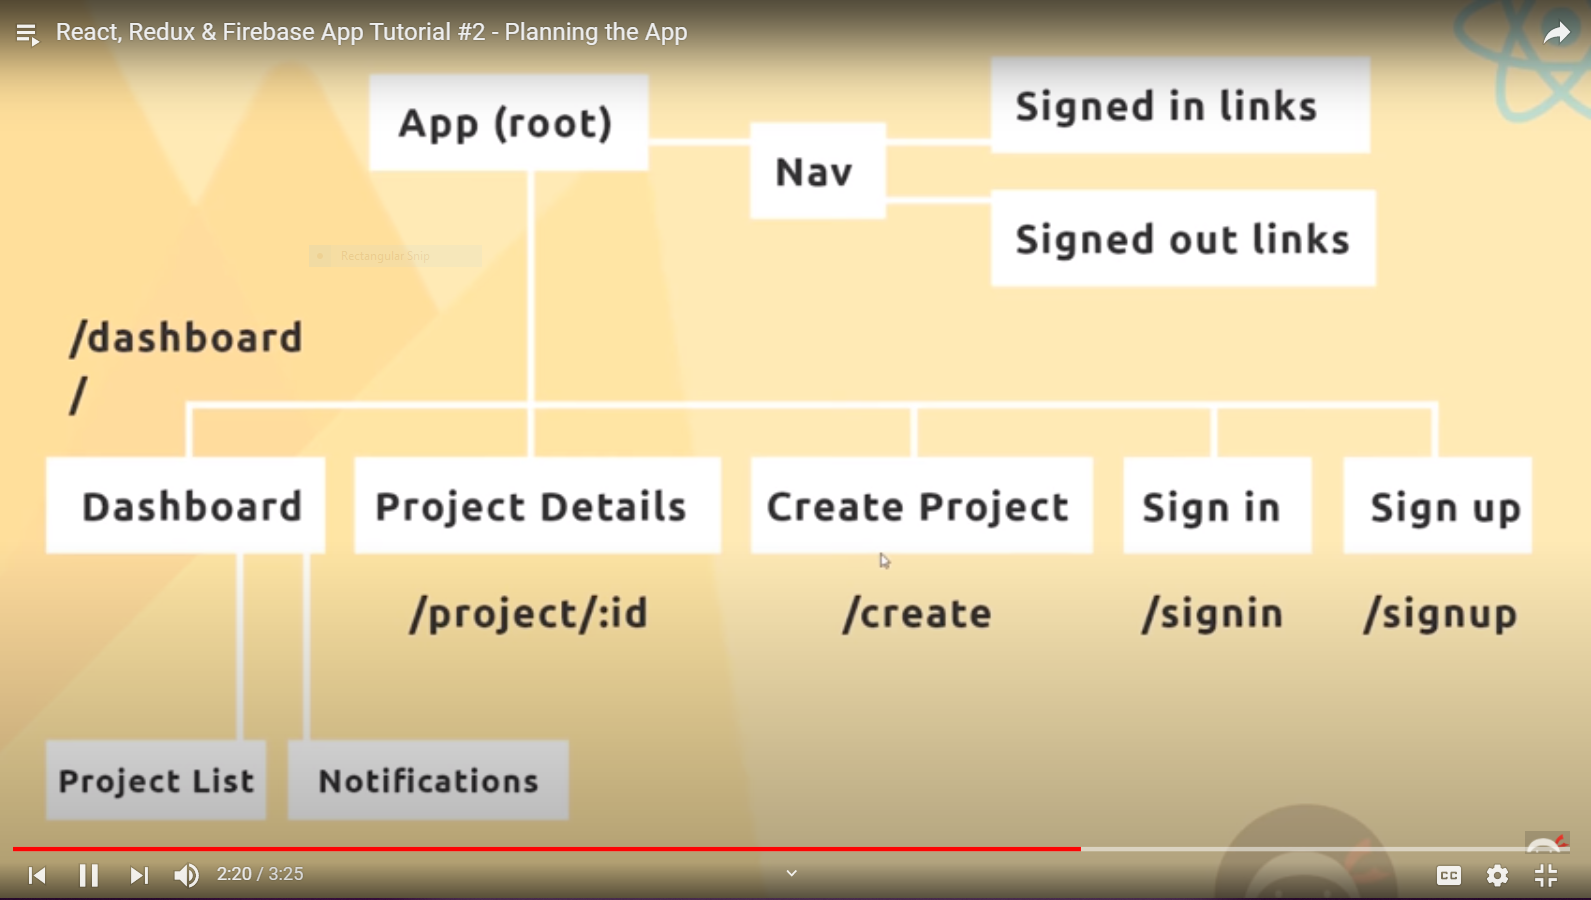 React, Redux & Firebase App Tutorial #2 - Planning the App
App (root)
Nav
Signed in links
Signed out links
Rectangular Snip
/dashboard
/
Dashboard
Project Details
Create Project
Sign in
Sign up
/project/:id
/create
/signin
/signup
Project List
Notifications
2:20 / 3:25
CC